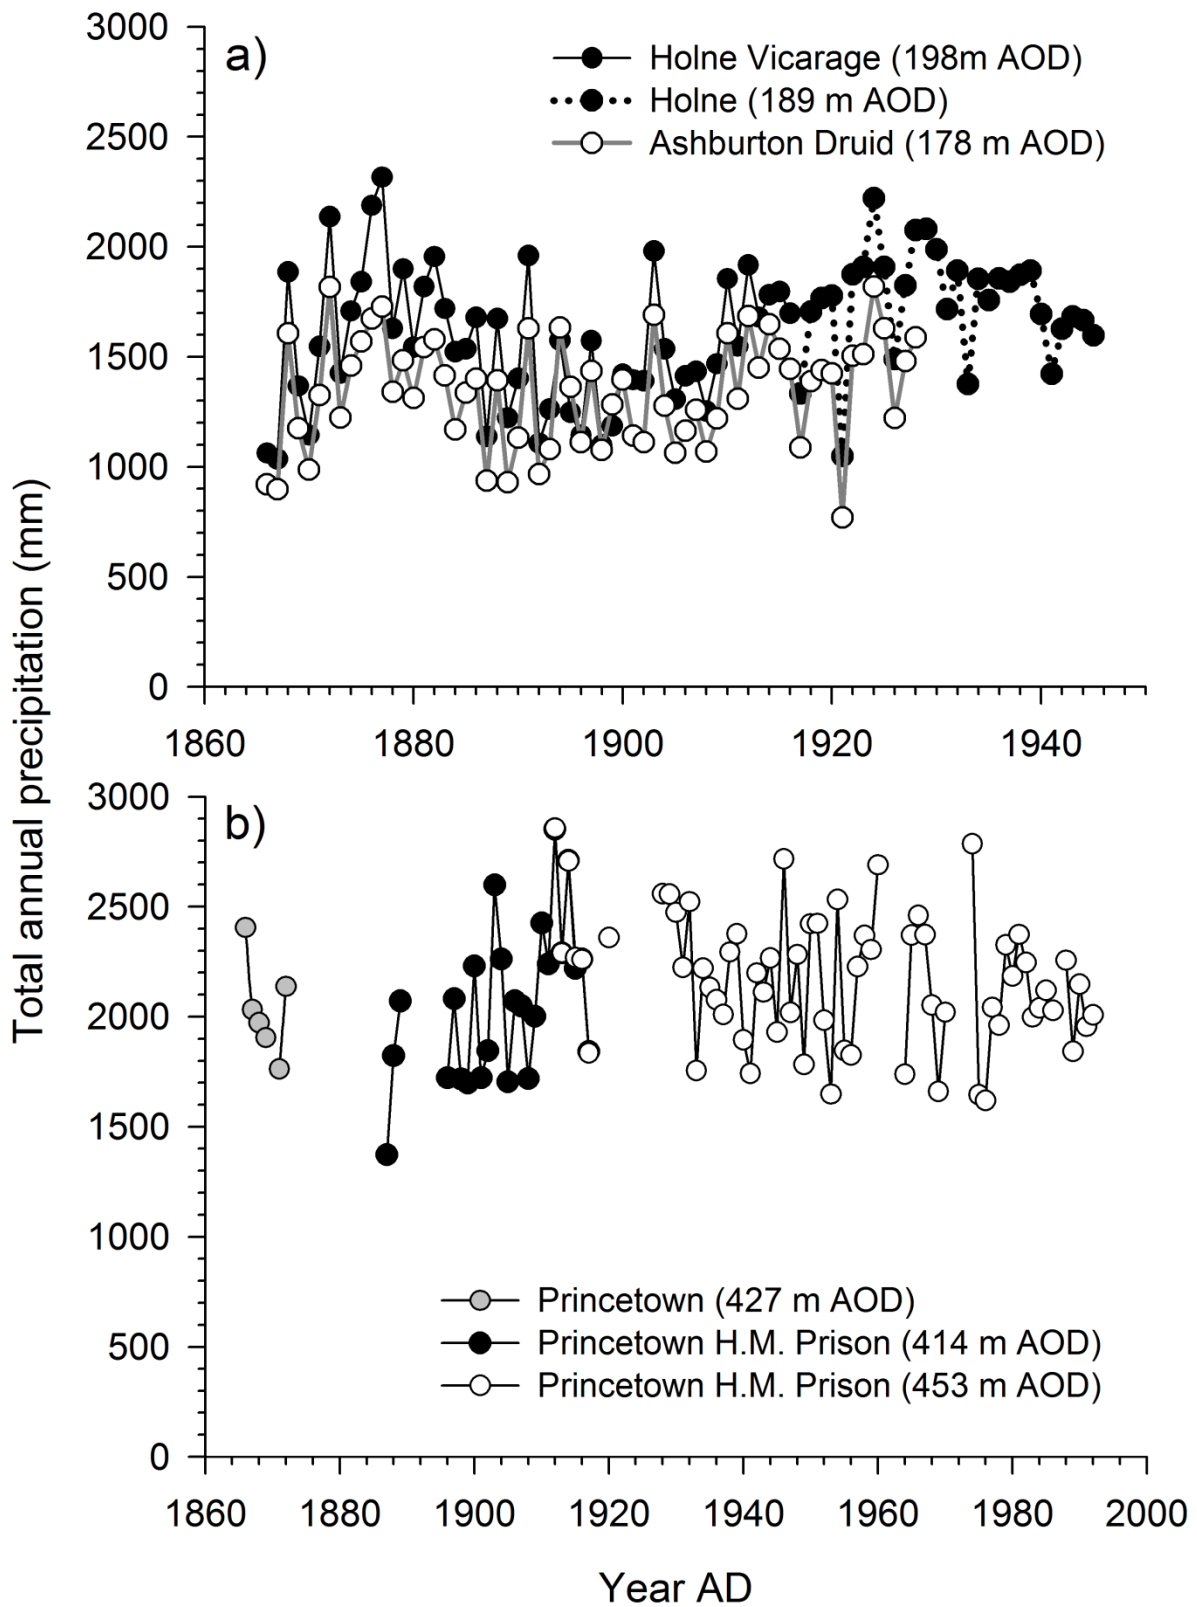 Total annual precipitation (mm)
a)
3000
2500
2000
1500
1000
500
0
Holne Vicarage (198m AOD)
Holne (189 m AOD)
Ashburton Druid (178 m AOD)
1860 1880 1900 1920 1940
b)
3000
2500
2000
1500
1000
500
0
Princetown (427 m AOD)
Princetown H.M. Prison (414 m AOD)
Princetown H.M. Prison (453 m AOD)
1860 1880 1900 1920 1940 1960 1980 2000
Year AD